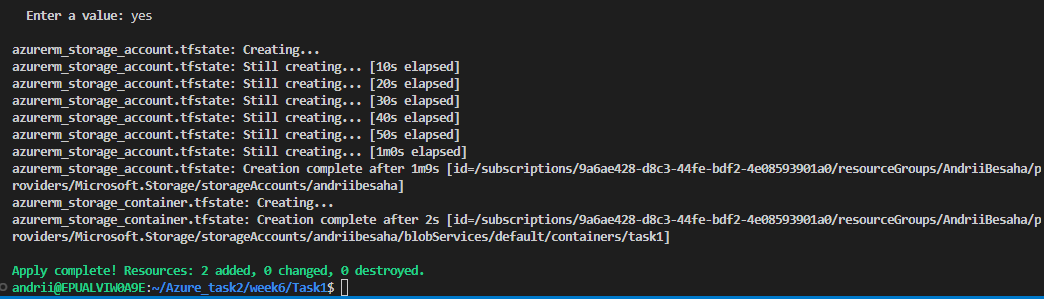 Enter a value: yes
azurerm_storage_account.tfstate: Creating...
azurerm_storage_account.tfstate: Still creating... [10s elapsed]
azurerm_storage_account.tfstate: Still creating... [20s elapsed]
azurerm_storage_account.tfstate: Still creating... [30s elapsed]
azurerm_storage_account.tfstate: Still creating... [40s elapsed]
azurerm_storage_account.tfstate: Still creating... [50s elapsed]
azurerm_storage_account.tfstate: Still creating... [1m0s elapsed]
azurerm_storage_account.tfstate: Creation complete after 1m9s [id=/subscriptions/9a6ae428-d8c3-44fe-bdf2-4e08593901a0/resourceGroups/AndriiBesaha/p
roviders/Microsoft.Storage/storageAccounts/andriibesaha]
azurerm_storage_container.tfstate: Creating...
azurerm_storage_container.tfstate: Creation complete after 2s [id=/subscriptions/9a6ae428-d8c3-44fe-bdf2-4e08593901a0/resourceGroups/AndriiBesaha/p
roviders/Microsoft.Storage/storageAccounts/andriibesaha/blobServices/default/containers/task1]
Apply complete! Resources: 2 added, 0 changed, 0 destroyed.
andrii@EPUALVIW0A9E:~/Azure_task2/week6/Task1$